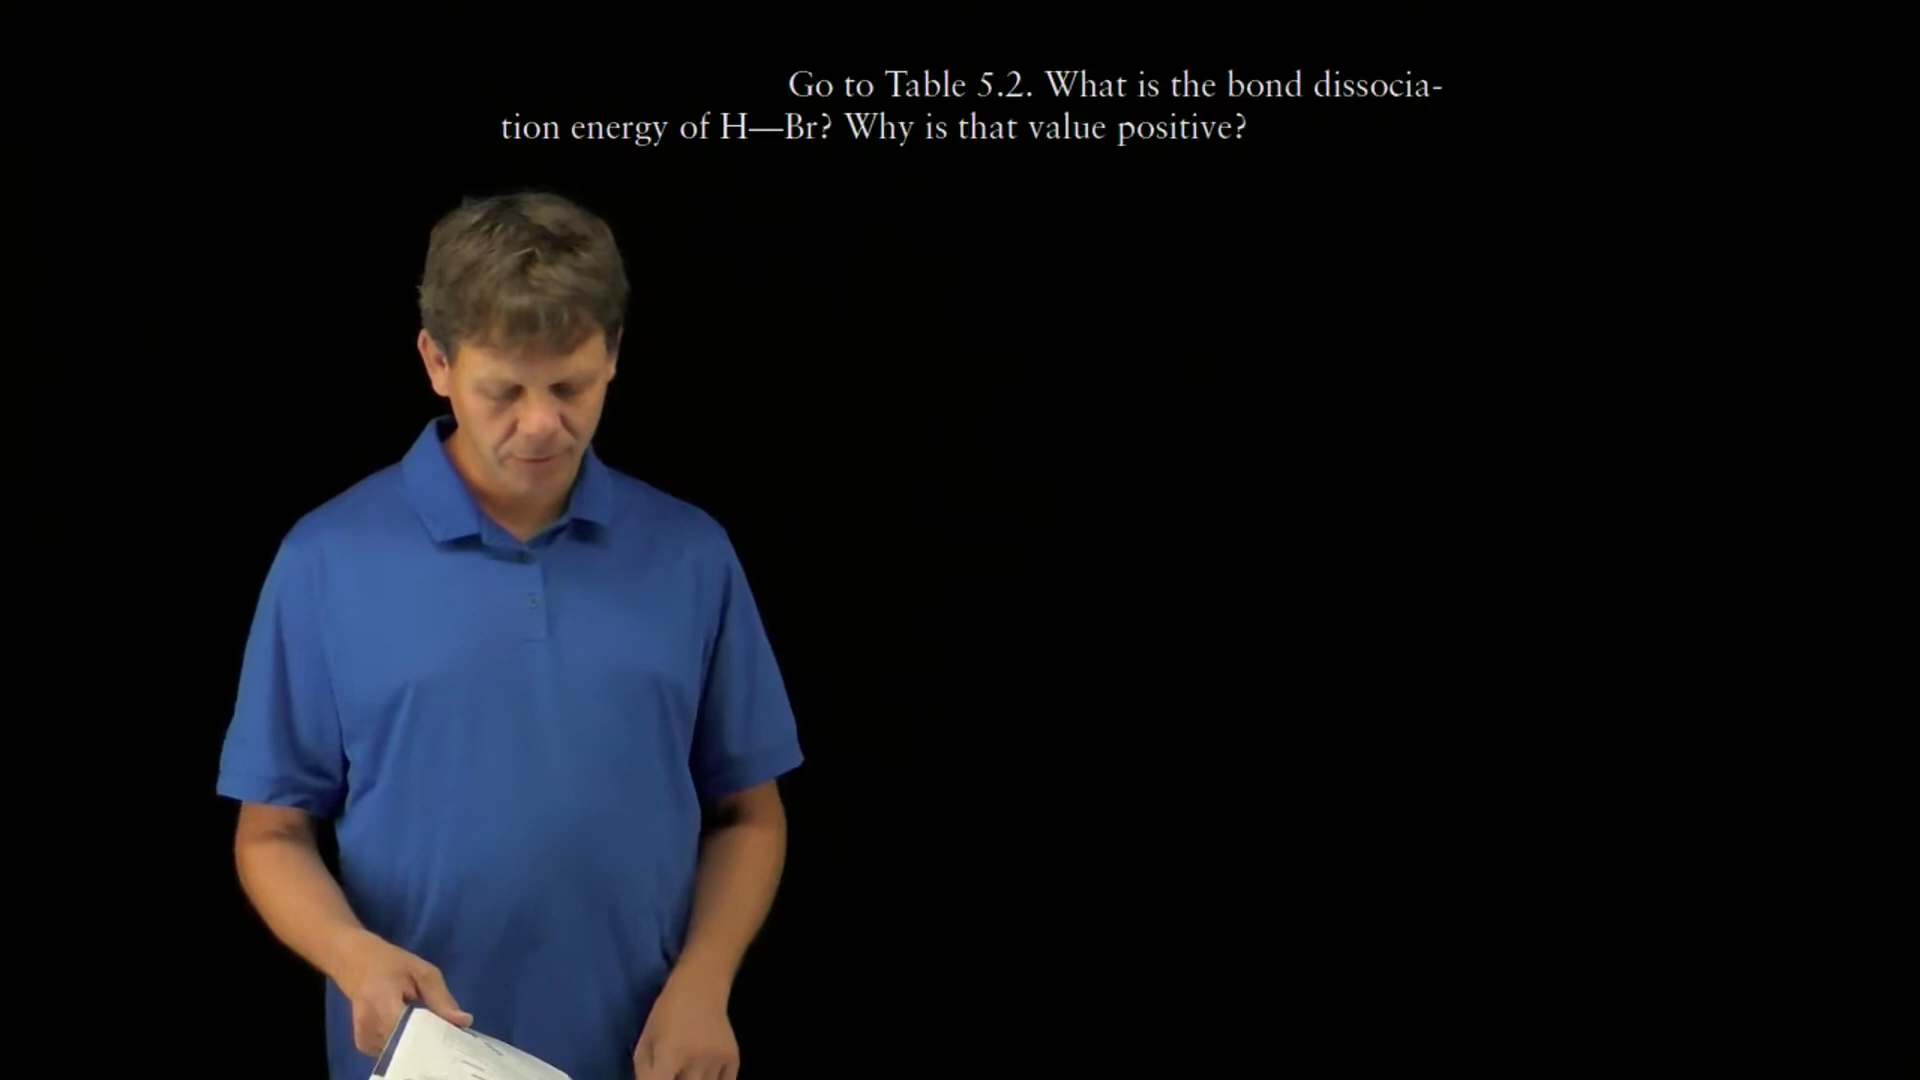 Go to Table 5.2. What is the bond dissocia-
tion energy of H—Br? Why is that value positive?